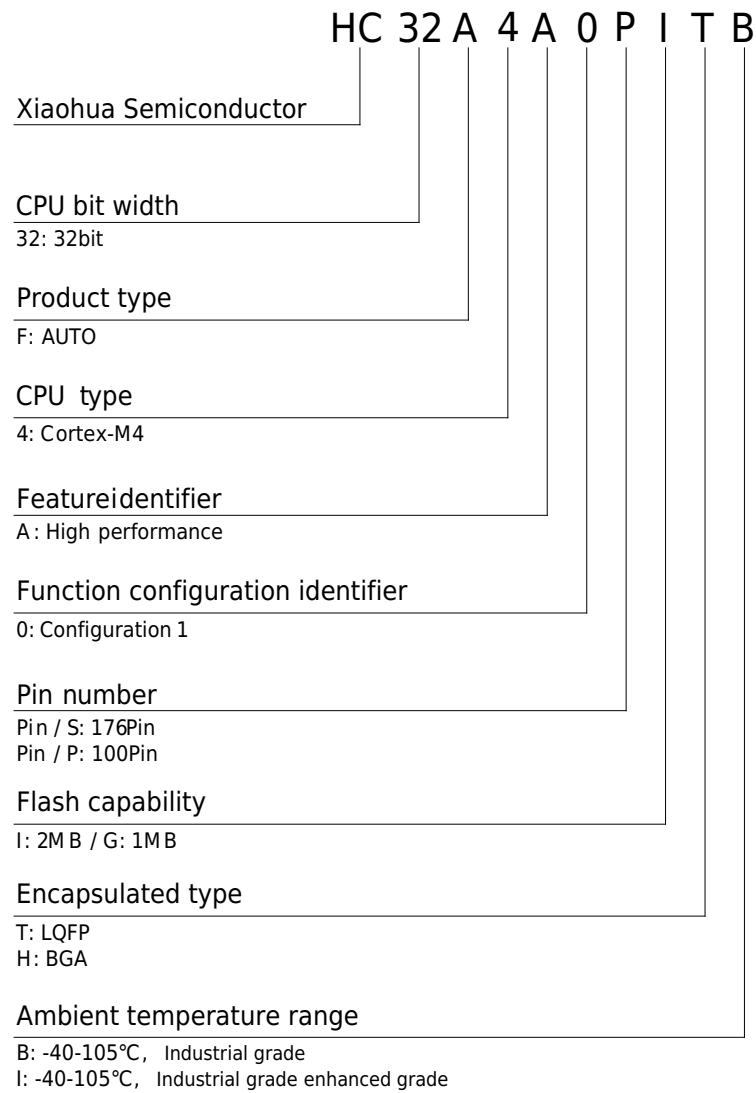 HC 32 A 4 A 0 P I T B
Xiaohua Semiconductor
CPU bit width
32: 32bit
Product type
F: AUTO
CPU type
4: Cortex-M4
Featureidentifier
A: High performance
Function configuration identifier
0: Configuration 1
Pin number
Pin / S: 176Pin
Pin / P: 100Pin
Flash capability
I: 2MB / G: 1MB
Encapsulated type
T: LQFP
H: BGA
Ambient temperature range
B: -40-105℃, Industrial grade
I: -40-105℃, Industrial grade enhanced grade